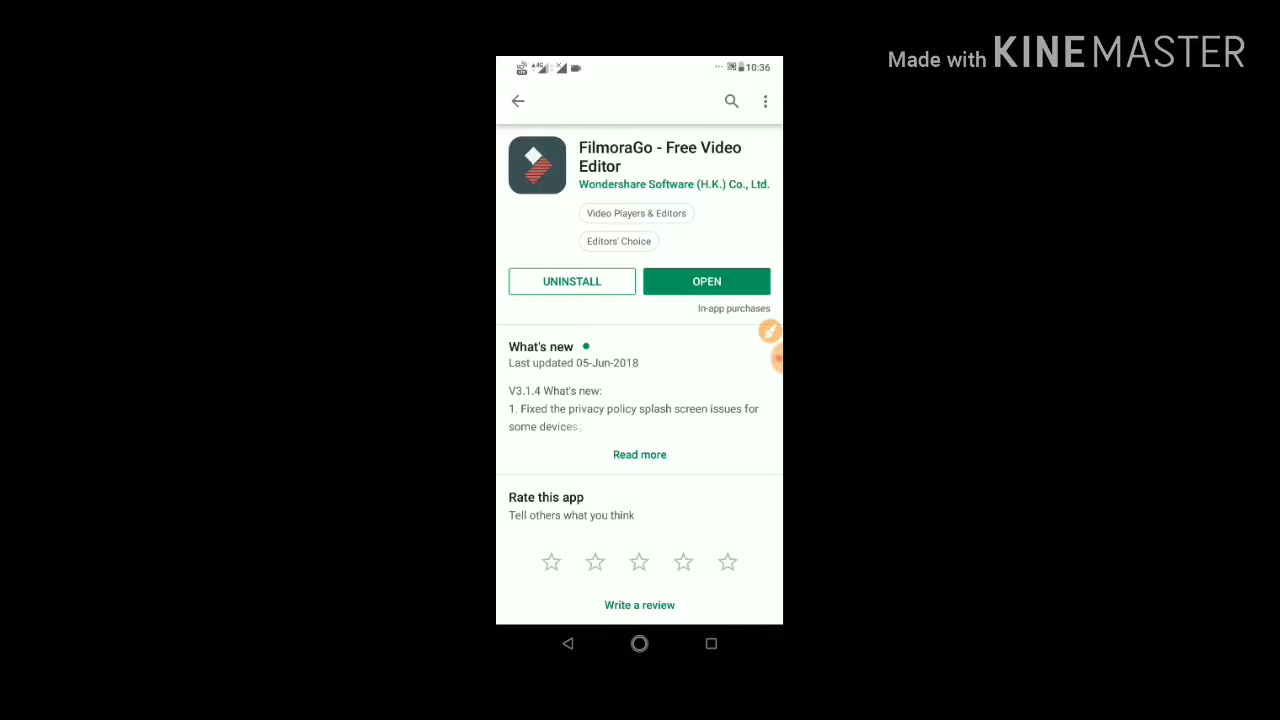 Made with KINEMASTER
10:36
FilmoraGo - Free Video
Editor
Wondershare Software (H.K.) Co., Ltd.
Video Players & Editors
Editors' Choice
UNINSTALL
OPEN
In-app purchases
What's new
Last updated 05-Jun-2018
V3.1.4 What's new:
1. Fixed the privacy policy splash screen issues for
some devices;
Read more
Rate this app
Tell others what you think
Write a review